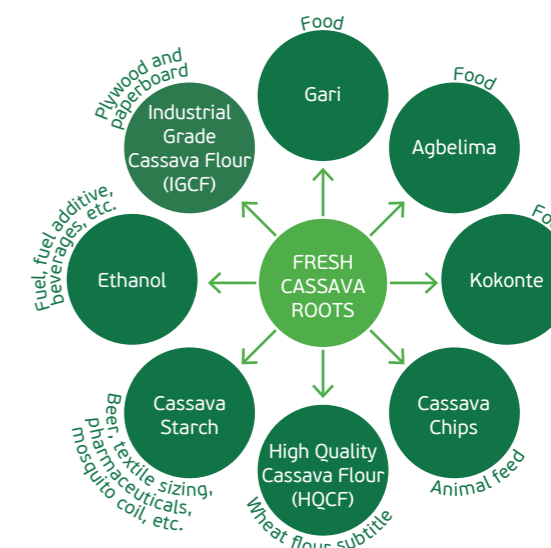 Food
Gari
Food
Agbelima
Kokonte
Cassava
Chips
Animal feed
High Quality
Cassava Flour
(HQCF)
Wheat flour subtitle
Cassava
Starch
Beer, textile sizing,
pharmaceuticals,
mosquito coil, etc.
Ethanol
Fuel, fuel additive,
beverages, etc.
Plywood and
paperboard
Industrial
Grade
Cassava Flour
(IGCF)
FRESH
CASSAVA
ROOTS